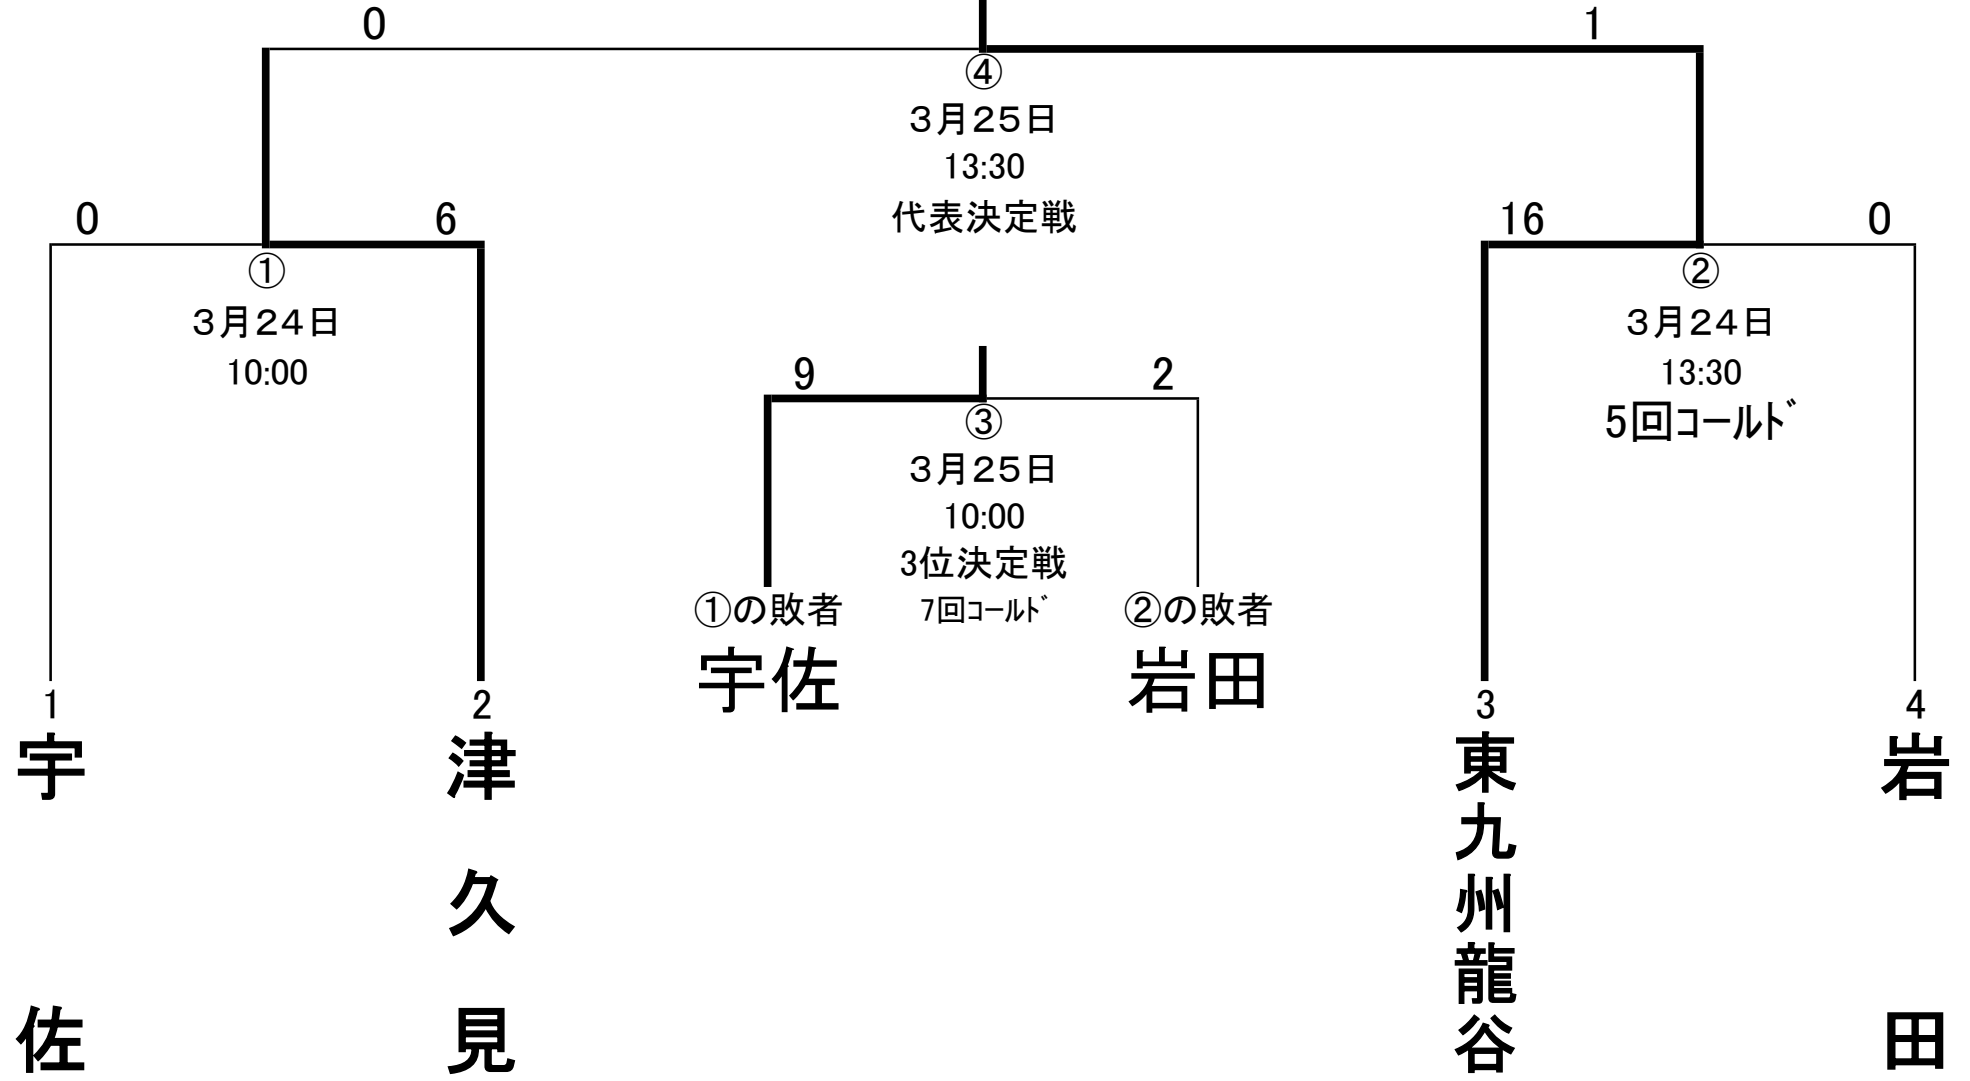 0
1
④
３月２５日
13:30
代表決定戦
0
6
①
３月２４日
10:00
16
0
②
３月２４日
13:30
5回ｺｰﾙﾄﾞ
9
2
③
３月２５日
10:00
3位決定戦
7回ｺｰﾙﾄﾞ
①の敗者
宇佐
②の敗者
岩田
1
宇佐
2
津久見
3
東九州龍谷
4
岩田